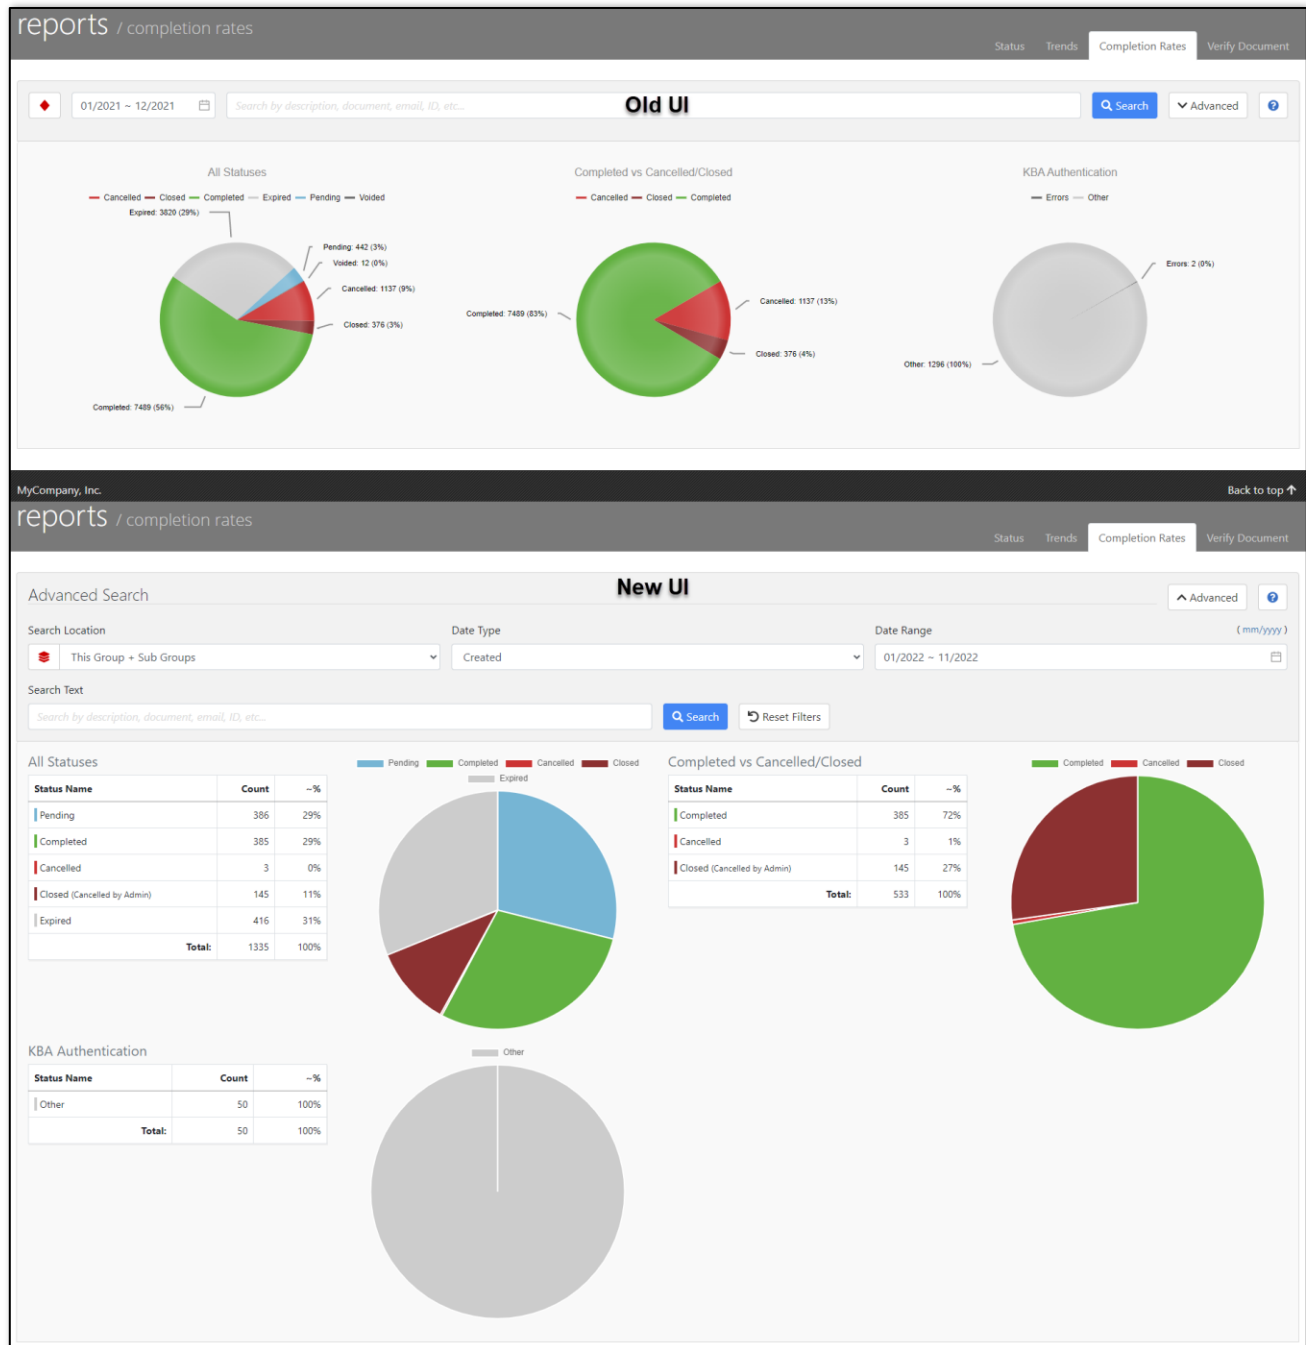 reports / completion rates
Status Trends Completion Rates Verify Document
01/2021 ~ 12/2021 Search by description, document, email, ID, etc... Old UI Search Advanced
All Statuses
Cancelled Closed Completed Expired Pending Voided
Expired: 3820 (29%)
Pending: 442 (3%)
Voided: 12 (0%)
Cancelled: 1137 (9%)
Closed: 376 (3%)
Completed: 7489 (56%)
Completed vs Cancelled/Closed
Cancelled Closed Completed
Completed: 7489 (83%)
Cancelled: 1137 (13%)
Closed: 376 (4%)
KBA Authentication
Errors Other
Errors: 2 (0%)
Other: 1296 (100%)
MyCompany, Inc. Back to top
reports / completion rates
Status Trends Completion Rates Verify Document
New UI
Advanced Search Advanced
Search Location Date Type Date Range (mm/yyyy)
This Group + Sub Groups Created 01/2022 ~ 11/2022
Search Text
Search by description, document, email, ID, etc... Search Reset Filters
All Statuses
Status Name Count ~%
Pending 386 29%
Completed 385 29%
Cancelled 3 0%
Closed (Cancelled by Admin) 145 11%
Expired 416 31%
Total: 1335 100%
Pending Completed Cancelled Closed
Expired
Completed vs Cancelled/Closed
Status Name Count ~%
Completed 385 72%
Cancelled 3 1%
Closed (Cancelled by Admin) 145 27%
Total: 533 100%
Completed Cancelled Closed
KBA Authentication
Status Name Count ~%
Other 50 100%
Total: 50 100%
Other